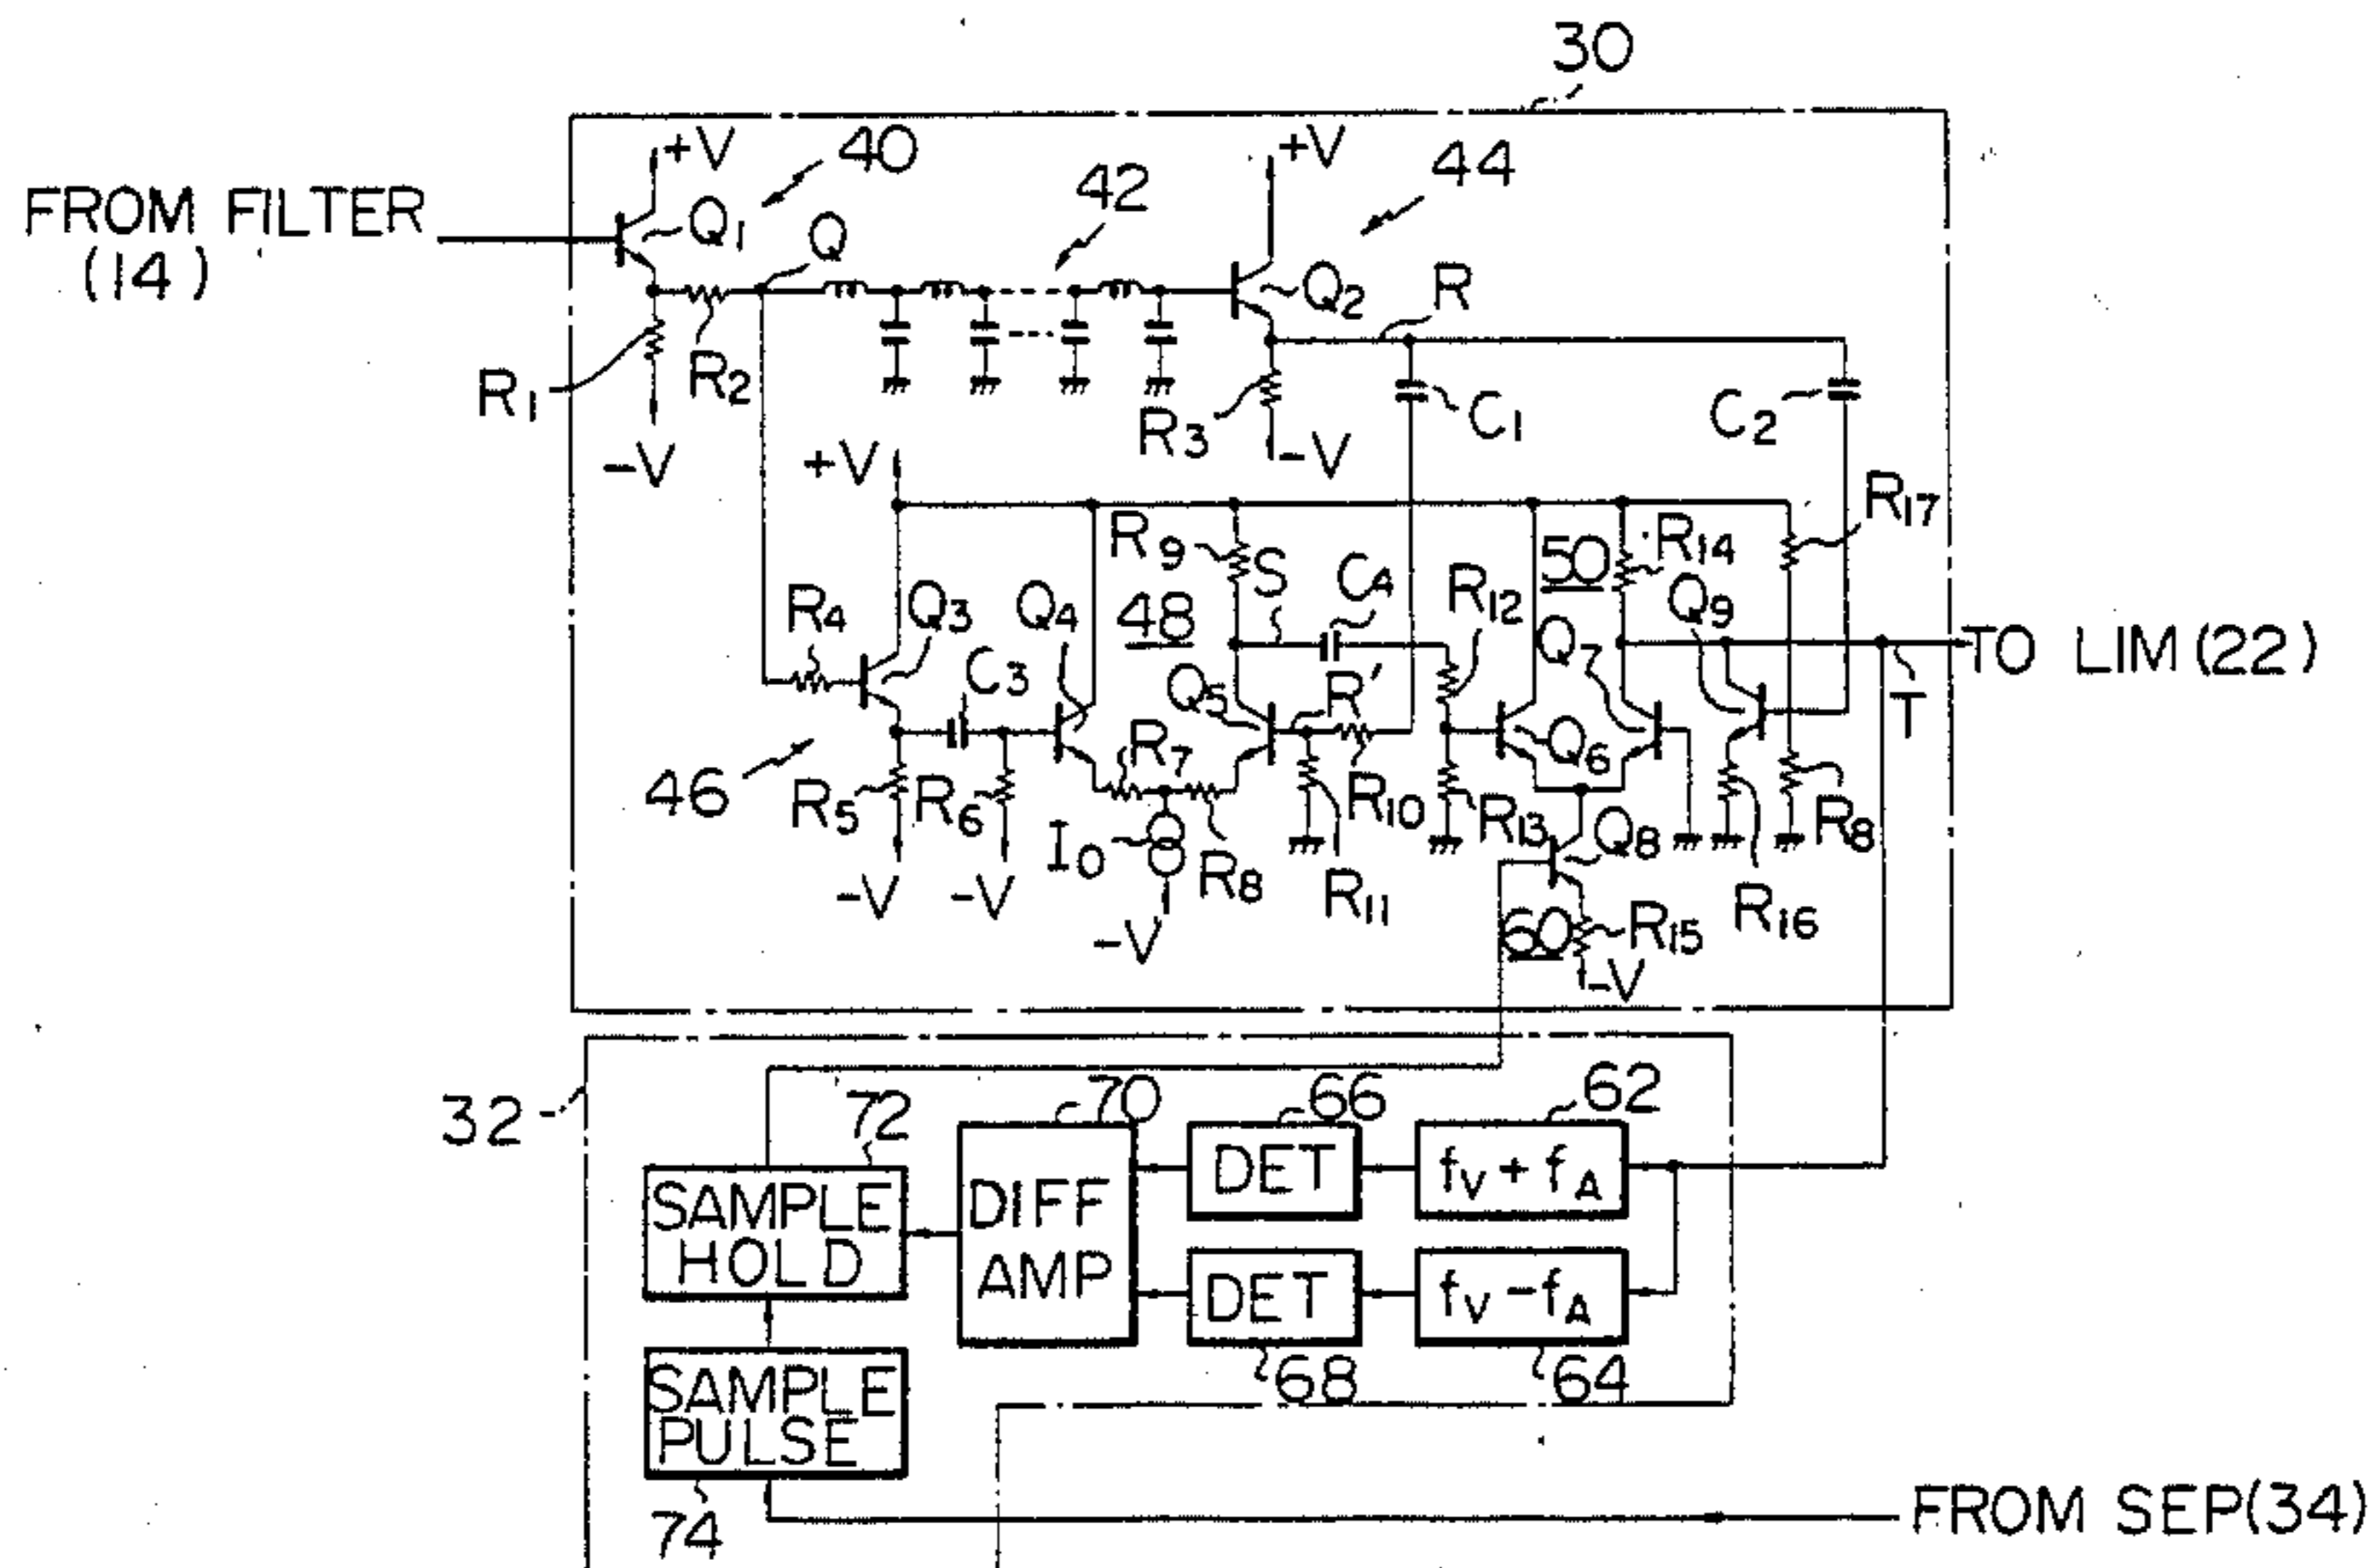 30
+V
40
+V
44
42
FROM FILTER
(14)
Q1
Q
Q2
R
R1
R2
R3
C1
C2
-V
+V
-V
R17
R9
S
C4
50
R14
R12
Q9
R4
Q3
Q4
48
Q7
TO LIM (22)
C3
Q5
R'
T
R7
Q6
46
R5
R6
R10
R13
Q8
R8
I0
R8
-V
-V
R11
R16
-V
60
R15
-V
32
72
70
66
62
SAMPLE
HOLD
DIFF
AMP
DET
fV + fA
DET
fV - fA
SAMPLE
PULSE
68
64
74
FROM SEP(34)